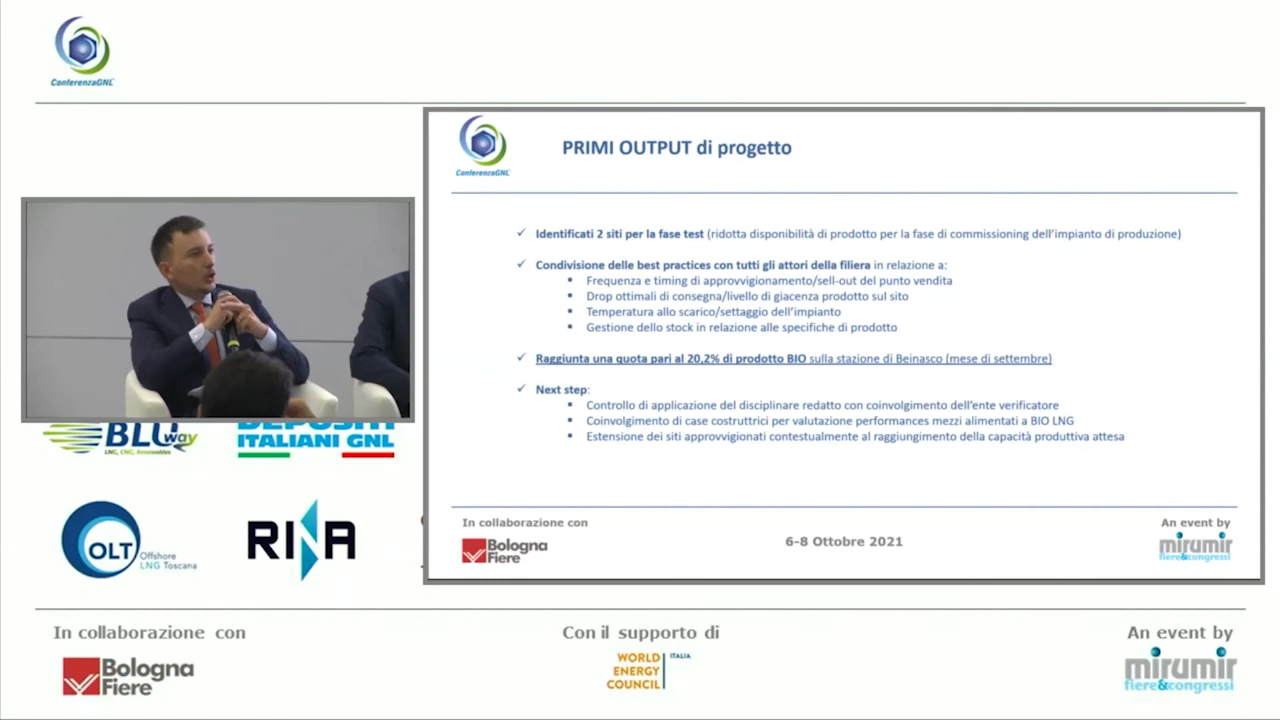 ConferenzaGNL
ConferenzaGNL
PRIMI OUTPUT di progetto
✓ Identificati 2 siti per la fase test (ridotta disponibilità di prodotto per la fase di commissioning dell'impianto di produzione)
✓ Condivisione delle best practices con tutti gli attori della filiera in relazione a:
▪ Frequenza e timing di approvvigionamento/sell-out del punto vendita
▪ Drop ottimali di consegna/livello di giacenza prodotto sul sito
▪ Temperatura allo scarico/settaggio dell'impianto
▪ Gestione dello stock in relazione alle specifiche di prodotto
✓ Raggiunta una quota pari al 20,2% di prodotto BIO sulla stazione di Beinasco (mese di settembre)
✓ Next step:
▪ Controllo di applicazione del disciplinare redatto con coinvolgimento dell'ente verificatore
▪ Coinvolgimento di case costruttrici per valutazione performances mezzi alimentati a BIO LNG
▪ Estensione dei siti approvvigionati contestualmente al raggiungimento della capacità produttiva attesa
In collaborazione con
Bologna
Fiere
6-8 Ottobre 2021
An event by
mirumir
fiere&congressi
BLUway
LNG, CNG, Renewables
DEPOSITI
ITALIANI GNL
OLT Offshore
LNG Toscana
RINA
In collaborazione con
Bologna
Fiere
Con il supporto di
WORLD
ENERGY
COUNCIL
ITALIA
An event by
mirumir
fiere&congressi